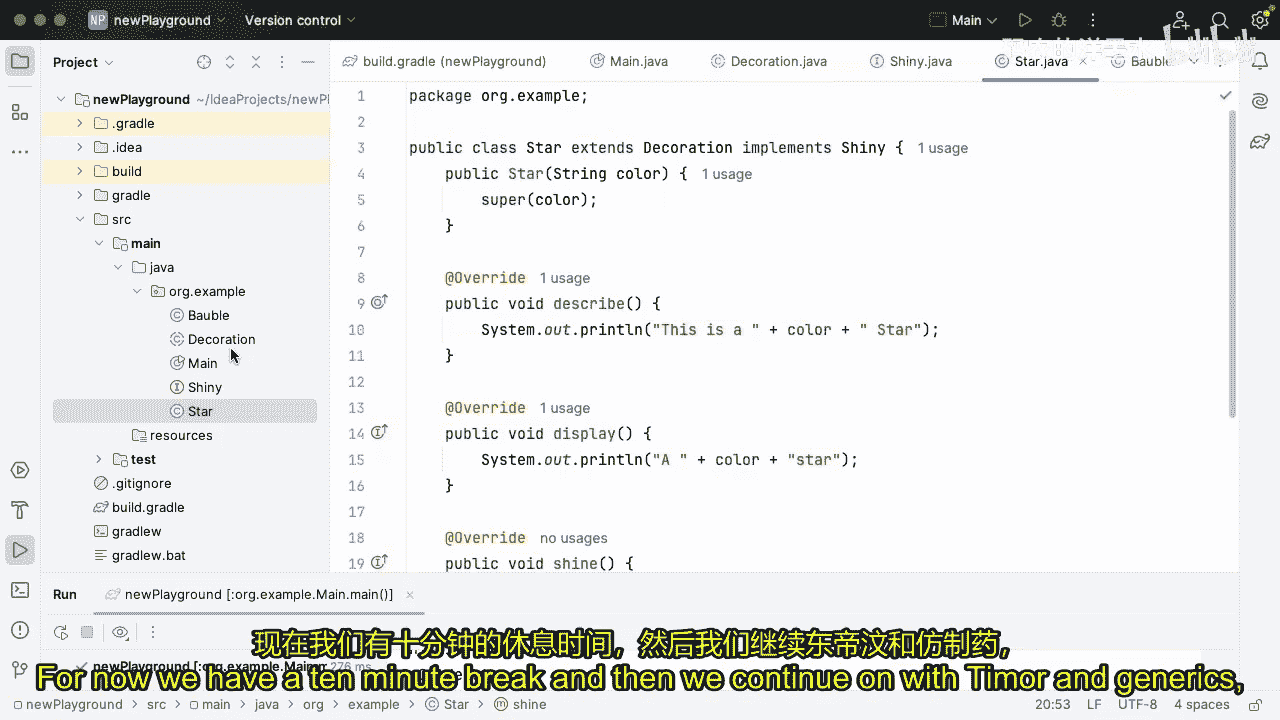 NP newPlayground Version control Main
Project
build.gradle (newPlayground) Main.java Decoration.java Shiny.java Star.java Bauble
newPlayground ~/IdeaProjects/newPl
.gradle
.idea
build
gradle
src
main
java
org.example
Bauble
Decoration
Main
Shiny
Star
resources
test
.gitignore
build.gradle
gradlew
gradlew.bat
1 package org.example;
2
3 public class Star extends Decoration implements Shiny { 1 usage
4 public Star(String color) { 1 usage
5 super(color);
6 }
7
8 @Override 1 usage
9 public void describe() {
10 System.out.println("This is a " + color + " Star");
11 }
12
13 @Override 1 usage
14 public void display() {
15 System.out.println("A " + color + "star");
16 }
17
18 @Override no usages
19 public void shine() {
Run newPlayground [:org.example.Main.main()]
newPlayground [:org.example.Main 276 ms
现在我们有十分钟的休息时间，然后我们继续东帝汶和仿制药，
For now we have a ten minute break and then we continue on with Timor and generics,
newPlayground src main java org example Star shine 20:53 LF UTF-8 4 spaces